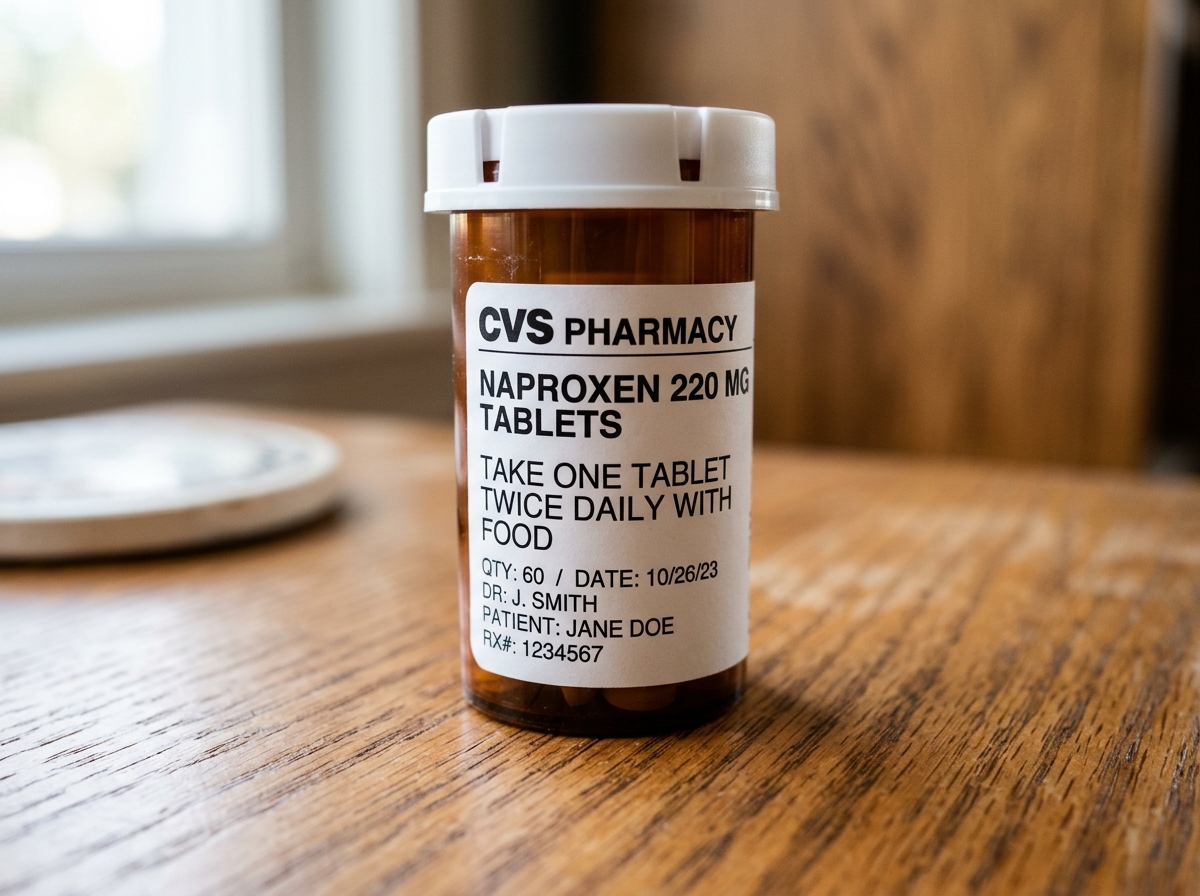 CVS PHARMACY
NAPROXEN 220 MG
TABLETS
TAKE ONE TABLET
TWICE DAILY WITH
FOOD
QTY: 60 / DATE: 10/26/23
DR: J. SMITH
PATIENT: JANE DOE
RX#: 1234567